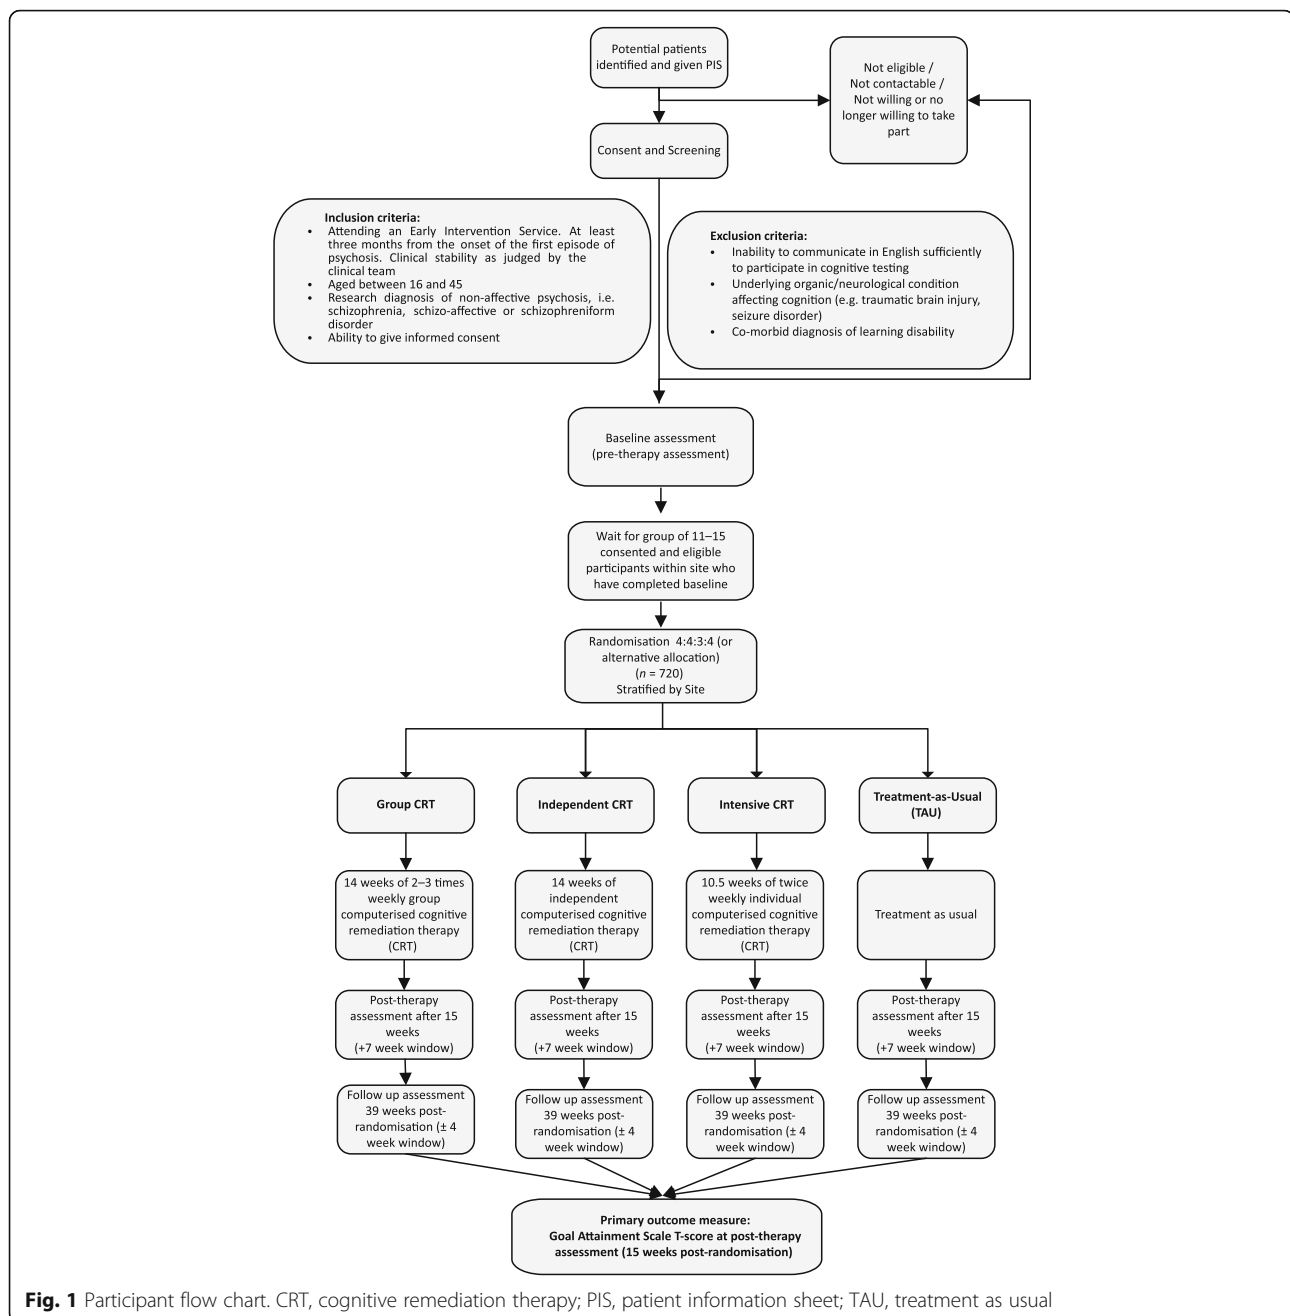 Potential patients
identified and given PIS
Not eligible /
Not contactable /
Not willing or no
longer willing to take
part
Consent and Screening
Inclusion criteria:
• Attending an Early Intervention Service. At least
three months from the onset of the first episode of
psychosis. Clinical stability as judged by the
clinical team
• Aged between 16 and 45
• Research diagnosis of non-affective psychosis, i.e.
schizophrenia, schizo-affective or schizophreniform
disorder
• Ability to give informed consent
Exclusion criteria:
• Inability to communicate in English sufficiently
to participate in cognitive testing
• Underlying organic/neurological condition
affecting cognition (e.g. traumatic brain injury,
seizure disorder)
• Co-morbid diagnosis of learning disability
Baseline assessment
(pre-therapy assessment)
Wait for group of 11–15
consented and eligible
participants within site who
have completed baseline
Randomisation 4:4:3:4 (or
alternative allocation)
(n = 720)
Stratified by Site
Group CRT
Independent CRT
Intensive CRT
Treatment-as-Usual
(TAU)
14 weeks of 2–3 times
weekly group
computerised cognitive
remediation therapy
(CRT)
14 weeks of
independent
computerised cognitive
remediation therapy
(CRT)
10.5 weeks of twice
weekly individual
computerised cognitive
remediation therapy
(CRT)
Treatment as usual
Post-therapy
assessment after 15
weeks
(+7 week window)
Post-therapy
assessment after 15
weeks
(+7 week window)
Post-therapy
assessment after 15
weeks
(+7 week window)
Post-therapy
assessment after 15
weeks
(+7 week window)
Follow up assessment
39 weeks post-
randomisation (± 4
week window)
Follow up assessment
39 weeks post-
randomisation (± 4
week window)
Follow up assessment
39 weeks post-
randomisation (± 4
week window)
Follow up assessment
39 weeks post-
randomisation (± 4
week window)
Primary outcome measure:
Goal Attainment Scale T-score at post-therapy
assessment (15 weeks post-randomisation)
Fig. 1 Participant flow chart. CRT, cognitive remediation therapy; PIS, patient information sheet; TAU, treatment as usual